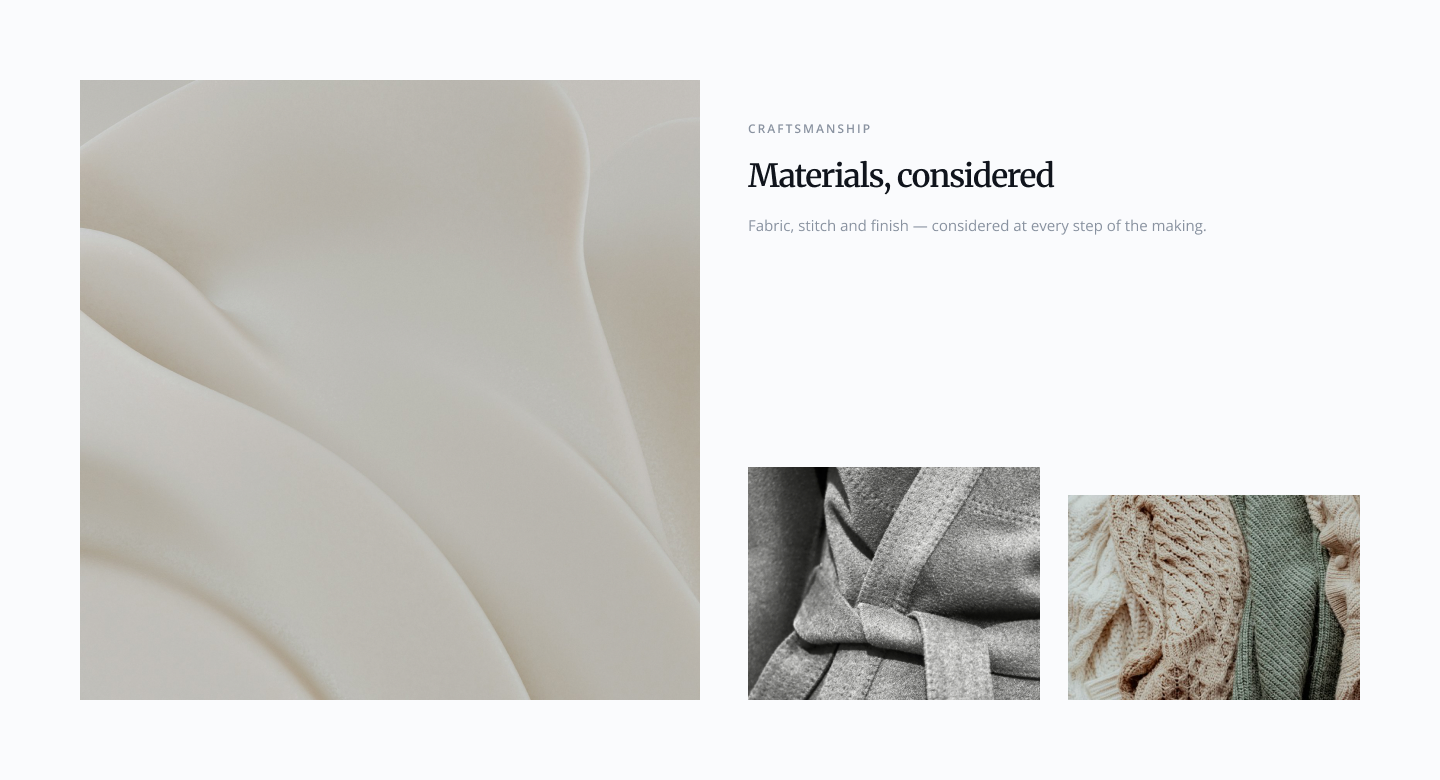 CRAFTSMANSHIP
Materials, considered
Fabric, stitch and finish — considered at every step of the making.